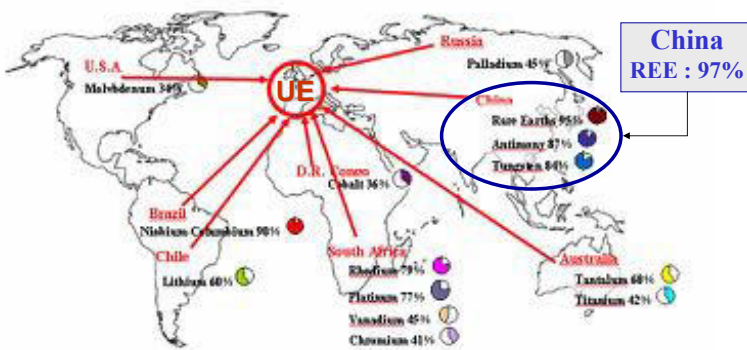 Russia
Palladium 45%
China
REE : 97%
U.S.A.
Molybdenum 34%
UE
China
Rare Earths 95%
Antimony 87%
Tungsten 84%
D.R. Congo
Cobalt 36%
Brazil
Niobium Columbium 90%
Chile
Lithium 60%
South Africa
Rhodium 79%
Platinum 77%
Vanadium 45%
Chromium 41%
Australia
Tantalum 60%
Titanium 42%